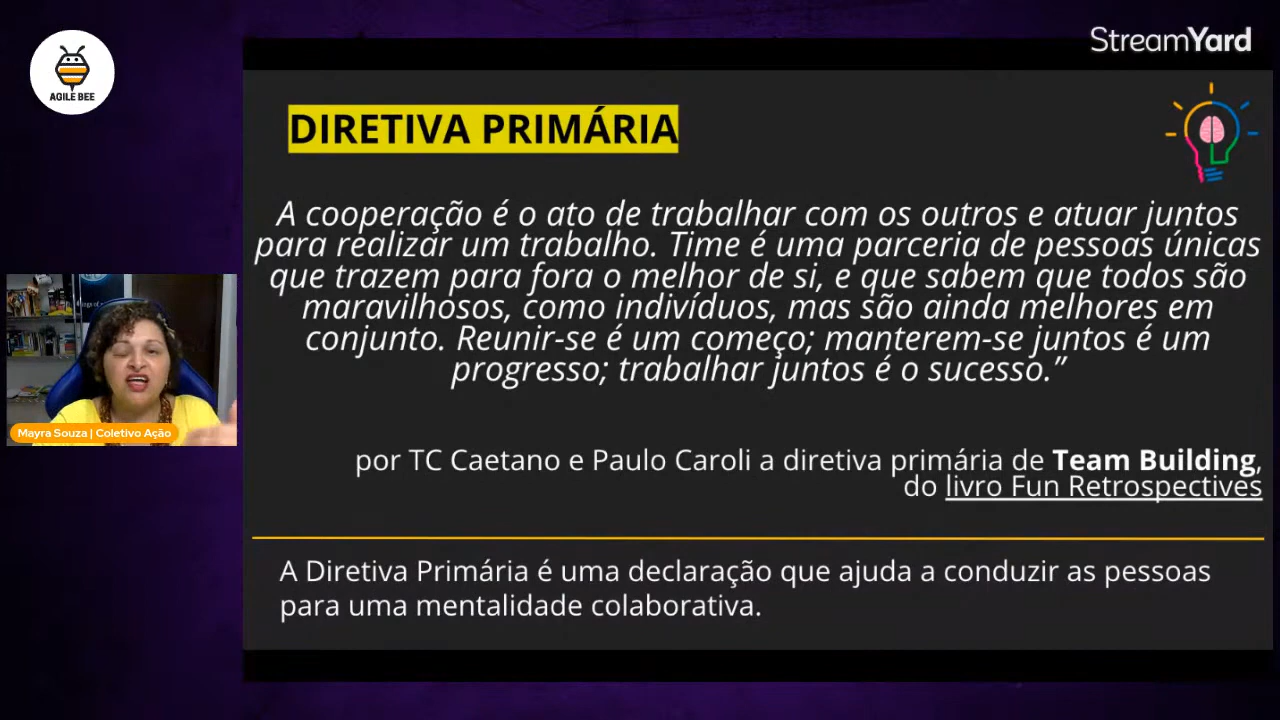 AGILE BEE
StreamYard
DIRETIVA PRIMÁRIA
A cooperação é o ato de trabalhar com os outros e atuar juntos
para realizar um trabalho. Time é uma parceria de pessoas únicas
que trazem para fora o melhor de si, e que sabem que todos são
maravilhosos, como indivíduos, mas são ainda melhores em
conjunto. Reunir-se é um começo; manterem-se juntos é um
progresso; trabalhar juntos é o sucesso.”
Mayra Souza | Coletivo Ação
por TC Caetano e Paulo Caroli a diretiva primária de Team Building,
do livro Fun Retrospectives
A Diretiva Primária é uma declaração que ajuda a conduzir as pessoas
para uma mentalidade colaborativa.